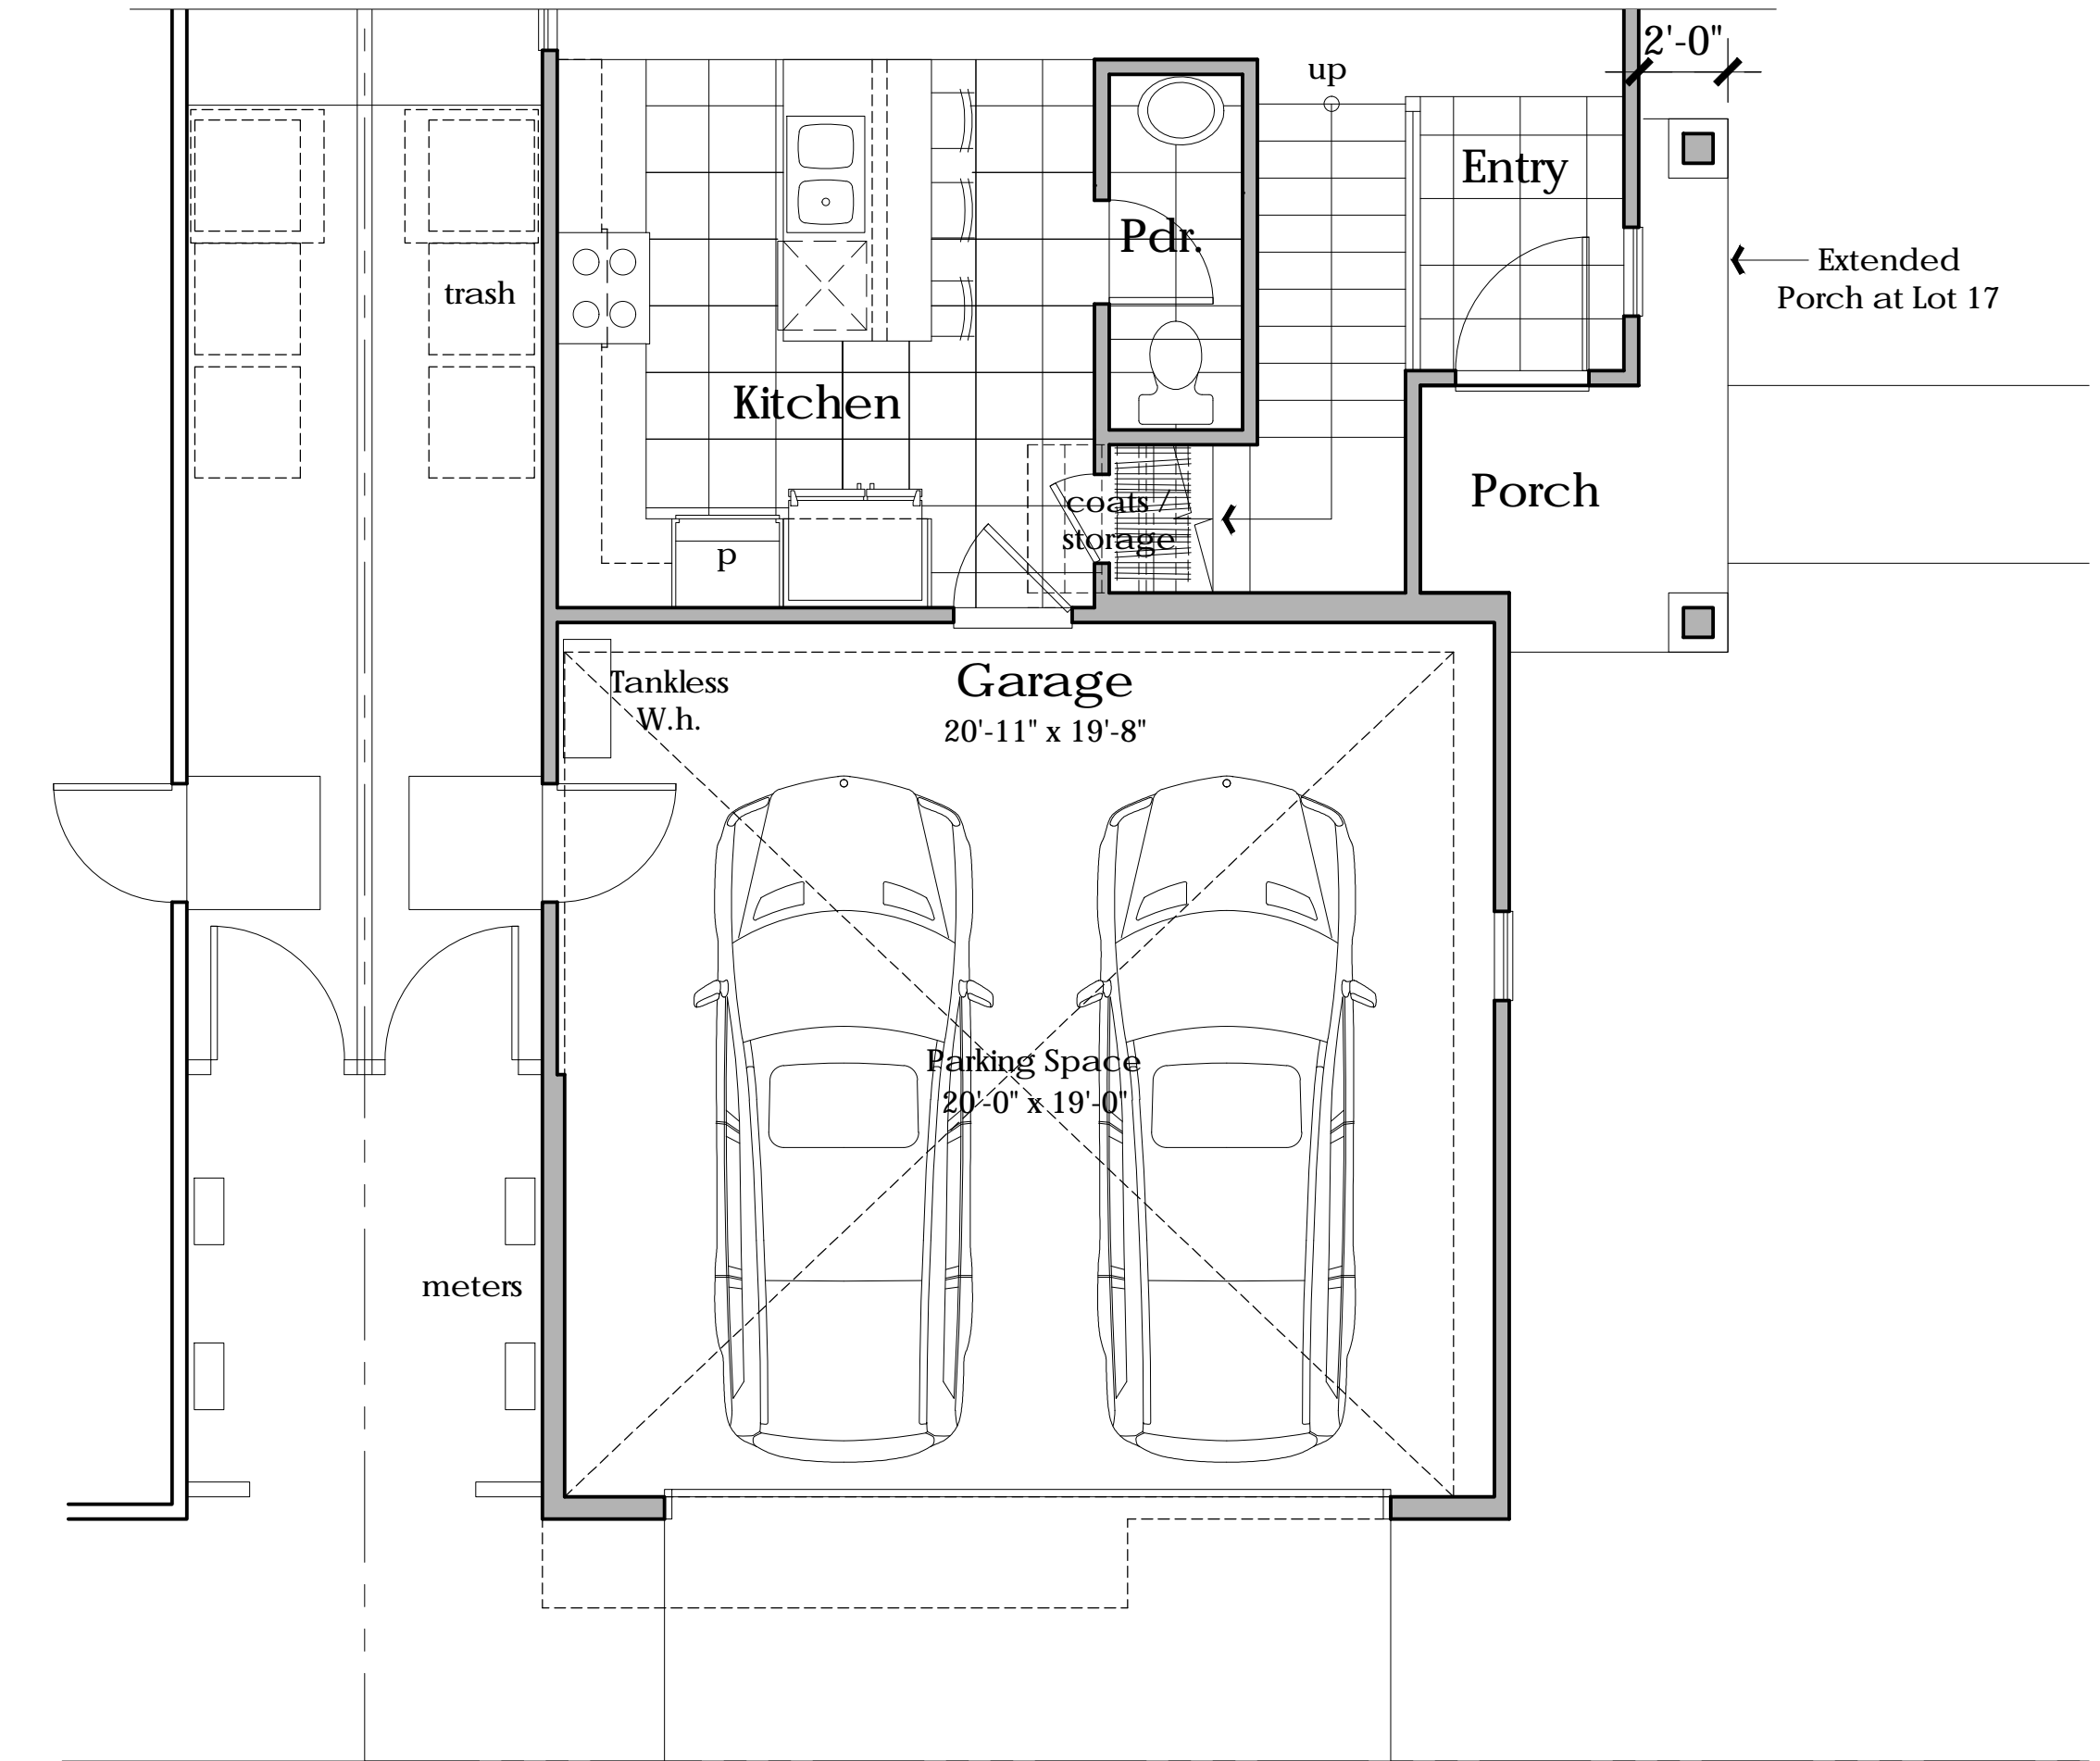 2'-0"
up
Entry
Pdr.
Extended
Porch at Lot 17
trash
Kitchen
Porch
coats /
storage
p
Tankless
W.h.
Garage
20'-11" x 19'-8"
Parking Space
20'-0" x 19'-0"
meters